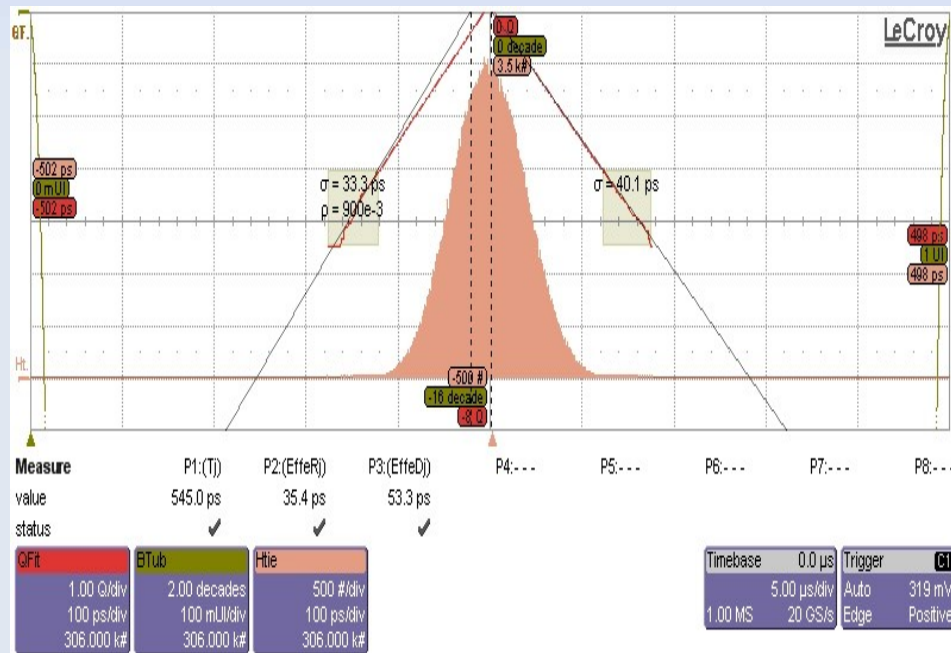 QF.
LeCroy
0 Q
0 decade
3.5 k#
-502 ps
0 mUI
-502 ps
σ = 33.3 ps
ρ = 900e-3
σ = 40.1 ps
498 ps
1 UI
498 ps
Ht.
-500 #
-16 decade
-8 Q
Measure P1:(Tj) P2:(EffeRj) P3:(EffeDj) P4:- - - P5:- - - P6:- - - P7:- - - P8:- - -
value 545.0 ps 35.4 ps 53.3 ps
status ✓ ✓ ✓
QFit BTub Htie Timebase 0.0 µs Trigger C1
1.00 Q/div 2.00 decades 500 #/div 5.00 µs/div Auto 319 mV
100 ps/div 100 mUI/div 100 ps/div 1.00 MS 20 GS/s Edge Positive
306.000 k# 306.000 k# 306.000 k#